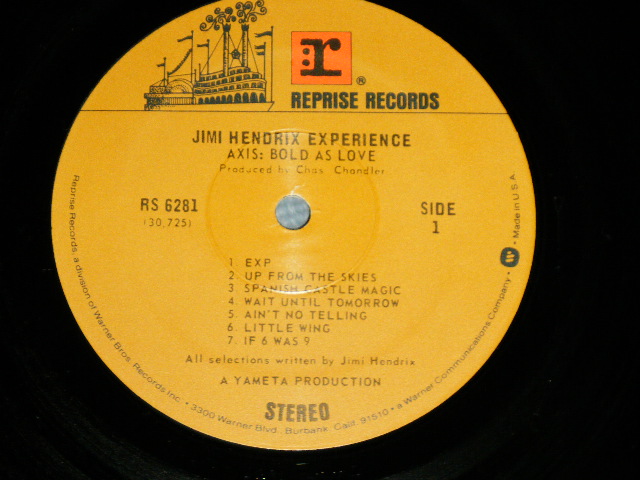 r ®
REPRISE RECORDS
JIMI HENDRIX EXPERIENCE
AXIS: BOLD AS LOVE
Produced by Chas. Chandler
RS 6281
(30,725)
SIDE
1
1 EXP
2. UP FROM THE SKIES
3 SPANISH CASTLE MAGIC
4 WAIT UNTIL TOMORROW
5. AIN'T NO TELLING
6. LITTLE WING
7. IF 6 WAS 9
All selections written by Jimi Hendrix
A YAMETA PRODUCTION
STEREO
Reprise Records, a division of Warner Bros. Records Inc. • 3300 Warner Blvd., Burbank, Calif. 91510 • a Warner Communications Company • W • Made in U.S.A.